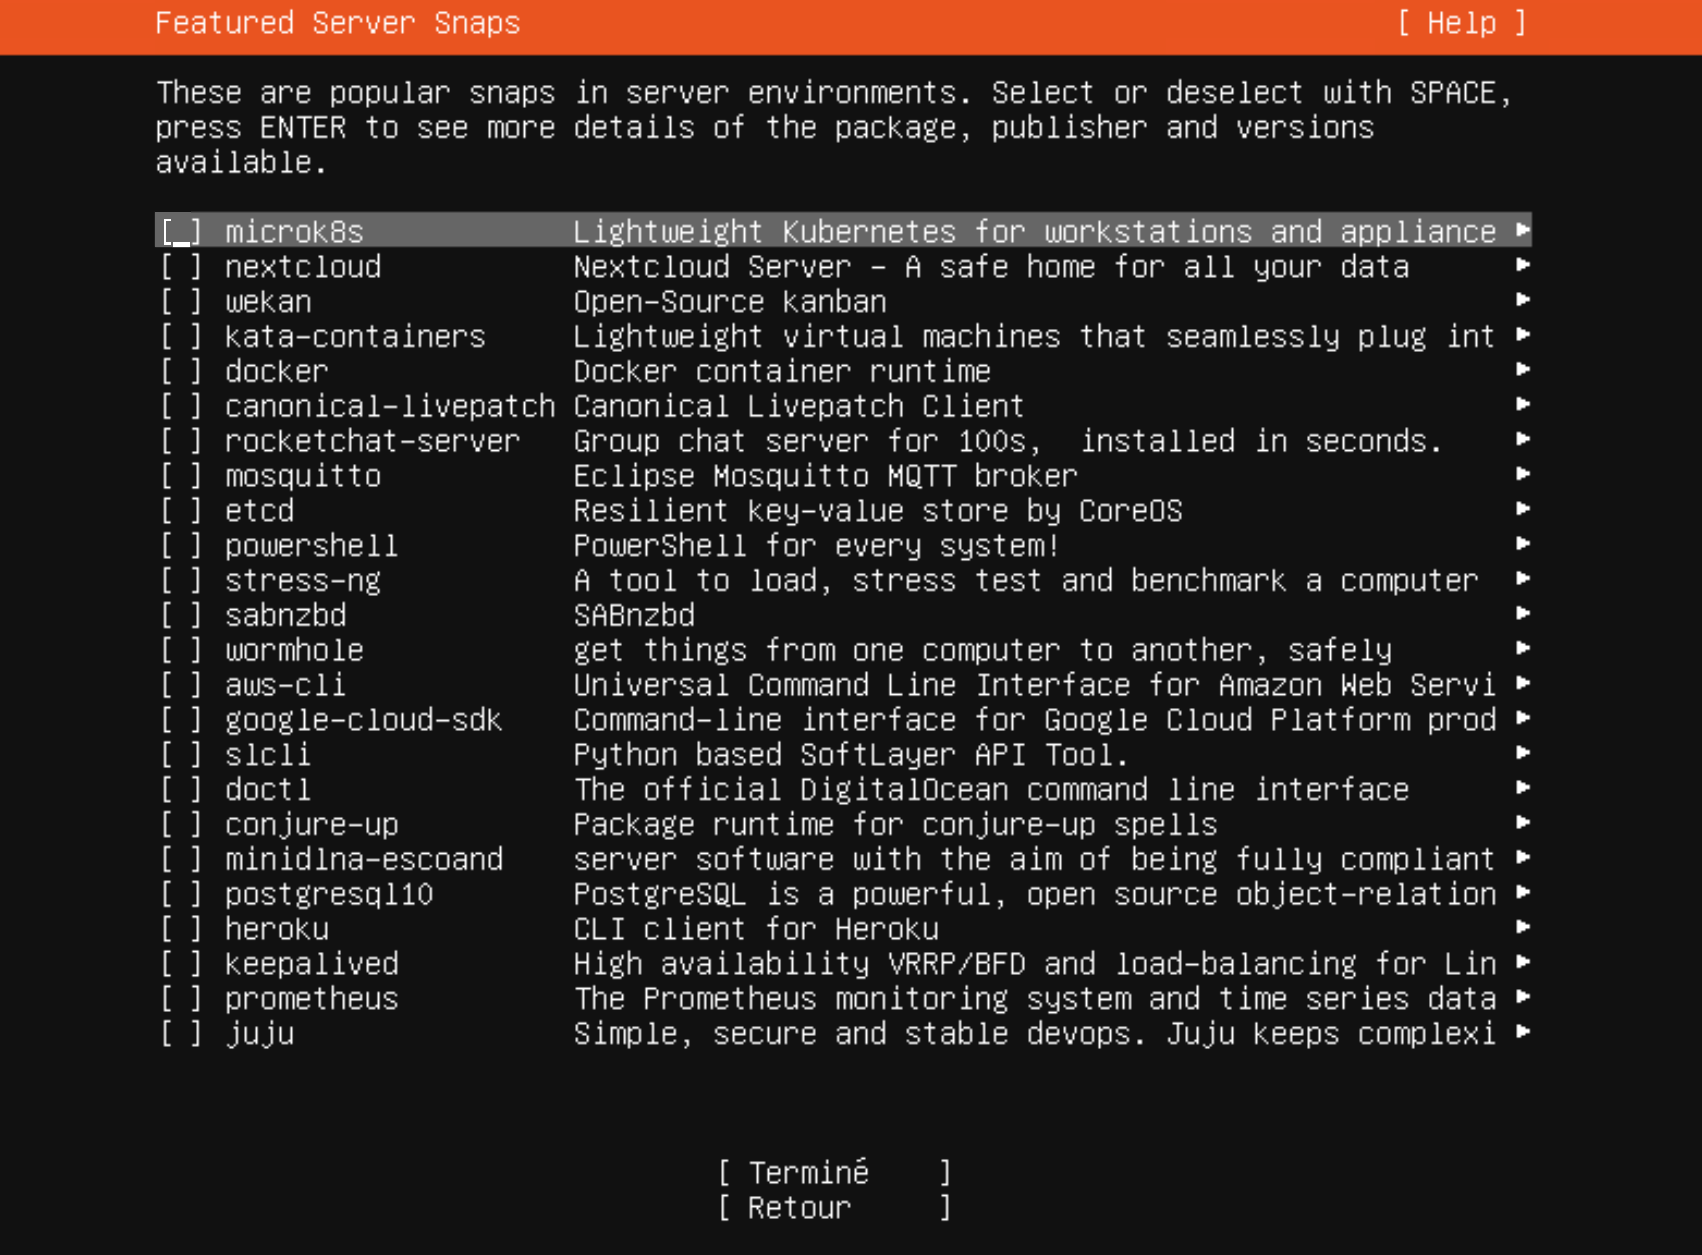 Featured Server Snaps [ Help ]
These are popular snaps in server environments. Select or deselect with SPACE,
press ENTER to see more details of the package, publisher and versions
available.
[ ] microk8s Lightweight Kubernetes for workstations and appliance ►
[ ] nextcloud Nextcloud Server – A safe home for all your data ►
[ ] wekan Open–Source kanban ►
[ ] kata–containers Lightweight virtual machines that seamlessly plug int ►
[ ] docker Docker container runtime ►
[ ] canonical–livepatch Canonical Livepatch Client ►
[ ] rocketchat–server Group chat server for 100s,  installed in seconds. ►
[ ] mosquitto Eclipse Mosquitto MQTT broker ►
[ ] etcd Resilient key–value store by CoreOS ►
[ ] powershell PowerShell for every system! ►
[ ] stress–ng A tool to load, stress test and benchmark a computer ►
[ ] sabnzbd SABnzbd ►
[ ] wormhole get things from one computer to another, safely ►
[ ] aws–cli Universal Command Line Interface for Amazon Web Servi ►
[ ] google–cloud–sdk Command–line interface for Google Cloud Platform prod ►
[ ] slcli Python based SoftLayer API Tool. ►
[ ] doctl The official DigitalOcean command line interface ►
[ ] conjure–up Package runtime for conjure–up spells ►
[ ] minidlna–escoand server software with the aim of being fully compliant ►
[ ] postgresql10 PostgreSQL is a powerful, open source object–relation ►
[ ] heroku CLI client for Heroku ►
[ ] keepalived High availability VRRP/BFD and load–balancing for Lin ►
[ ] prometheus The Prometheus monitoring system and time series data ►
[ ] juju Simple, secure and stable devops. Juju keeps complexi ►
[ Terminé ]
[ Retour ]